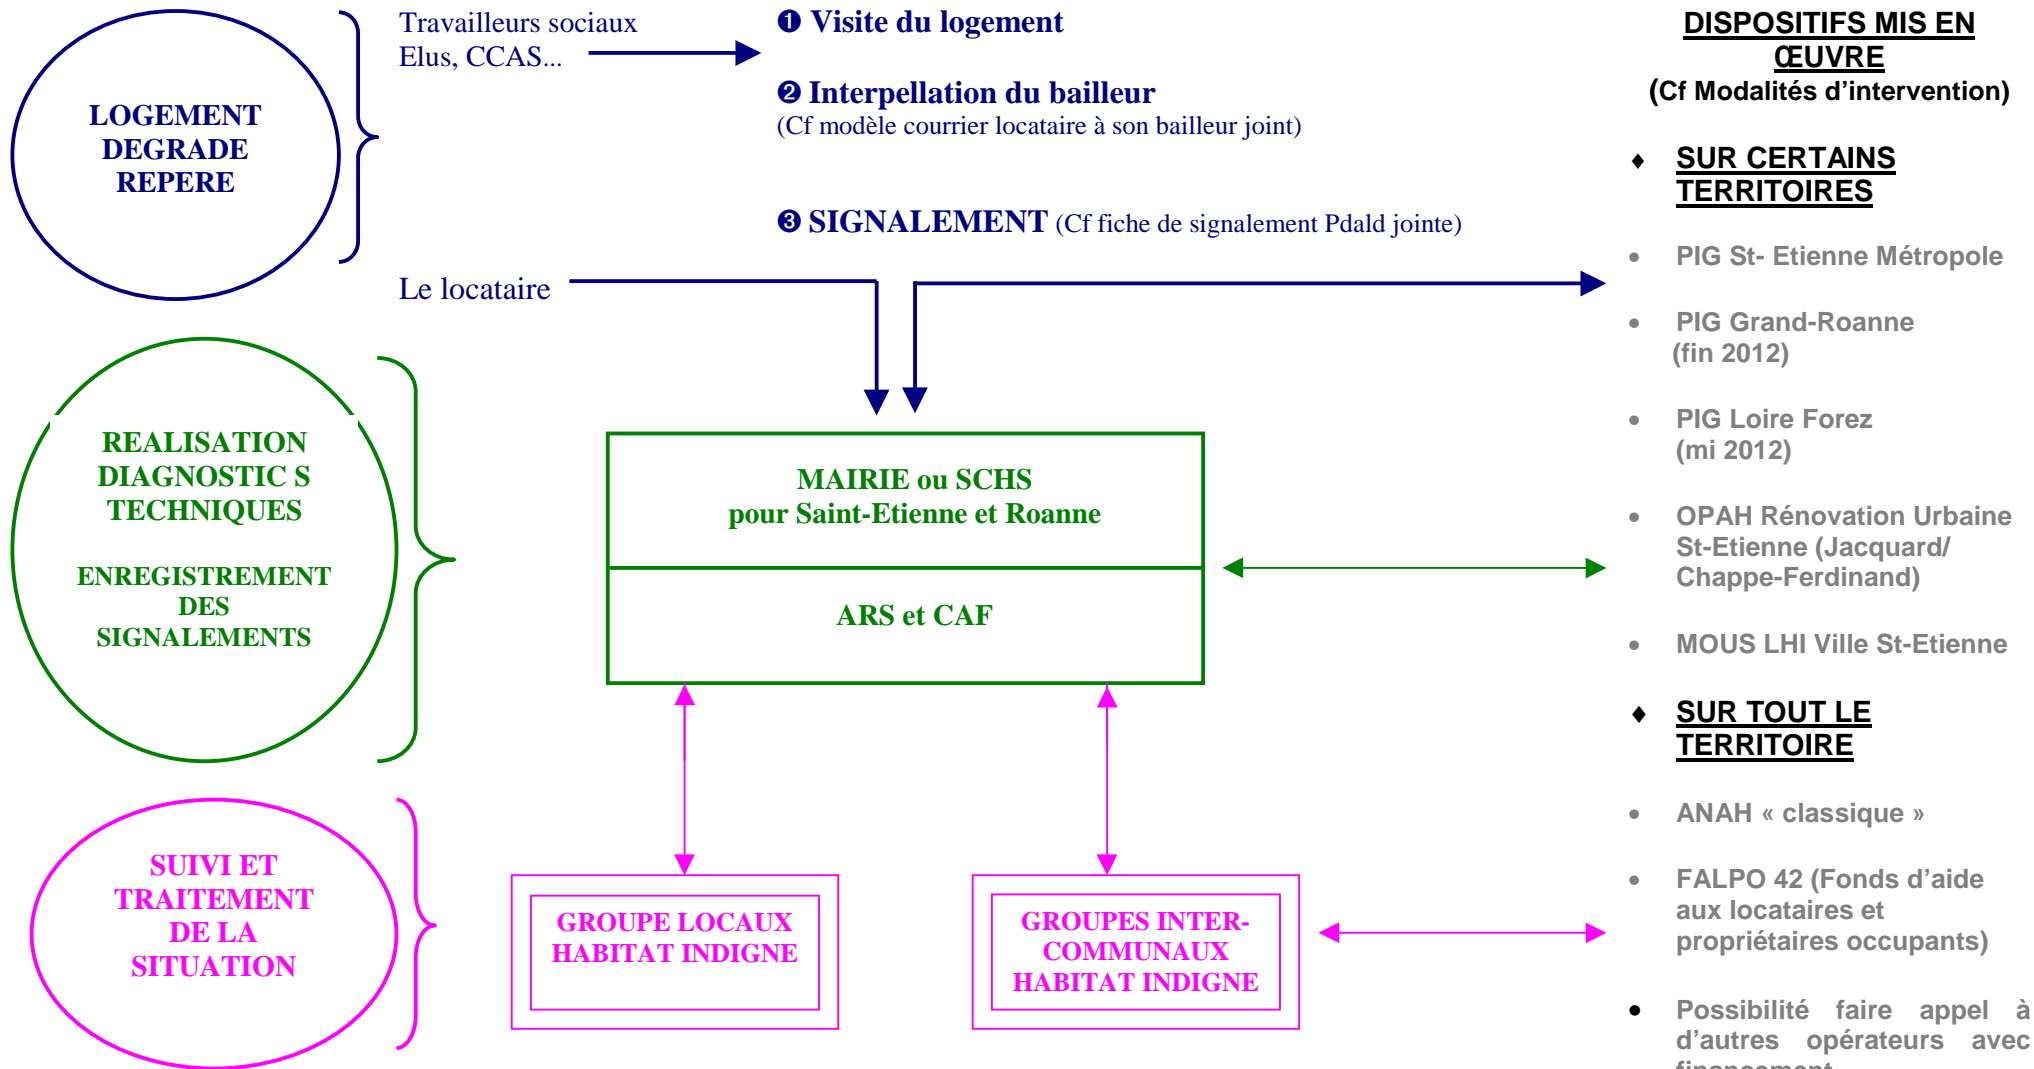 LOGEMENT
DEGRADE
REPERE
Travailleurs sociaux
Elus, CCAS...
❶ Visite du logement
❷ Interpellation du bailleur
(Cf modèle courrier locataire à son bailleur joint)
❸ SIGNALEMENT (Cf fiche de signalement Pdald jointe)
Le locataire
REALISATION
DIAGNOSTIC S
TECHNIQUES
ENREGISTREMENT
DES
SIGNALEMENTS
MAIRIE ou SCHS
pour Saint-Etienne et Roanne
ARS et CAF
SUIVI ET
TRAITEMENT
DE LA
SITUATION
GROUPE LOCAUX
HABITAT INDIGNE
GROUPES INTER-
COMMUNAUX
HABITAT INDIGNE
DISPOSITIFS MIS EN
ŒUVRE
(Cf Modalités d’intervention)
♦ SUR CERTAINS
TERRITOIRES
• PIG St- Etienne Métropole
• PIG Grand-Roanne
(fin 2012)
• PIG Loire Forez
(mi 2012)
• OPAH Rénovation Urbaine
St-Etienne (Jacquard/
Chappe-Ferdinand)
• MOUS LHI Ville St-Etienne
♦ SUR TOUT LE
TERRITOIRE
• ANAH « classique »
• FALPO 42 (Fonds d’aide
aux locataires et
propriétaires occupants)
• Possibilité faire appel à
d’autres opérateurs avec
financement